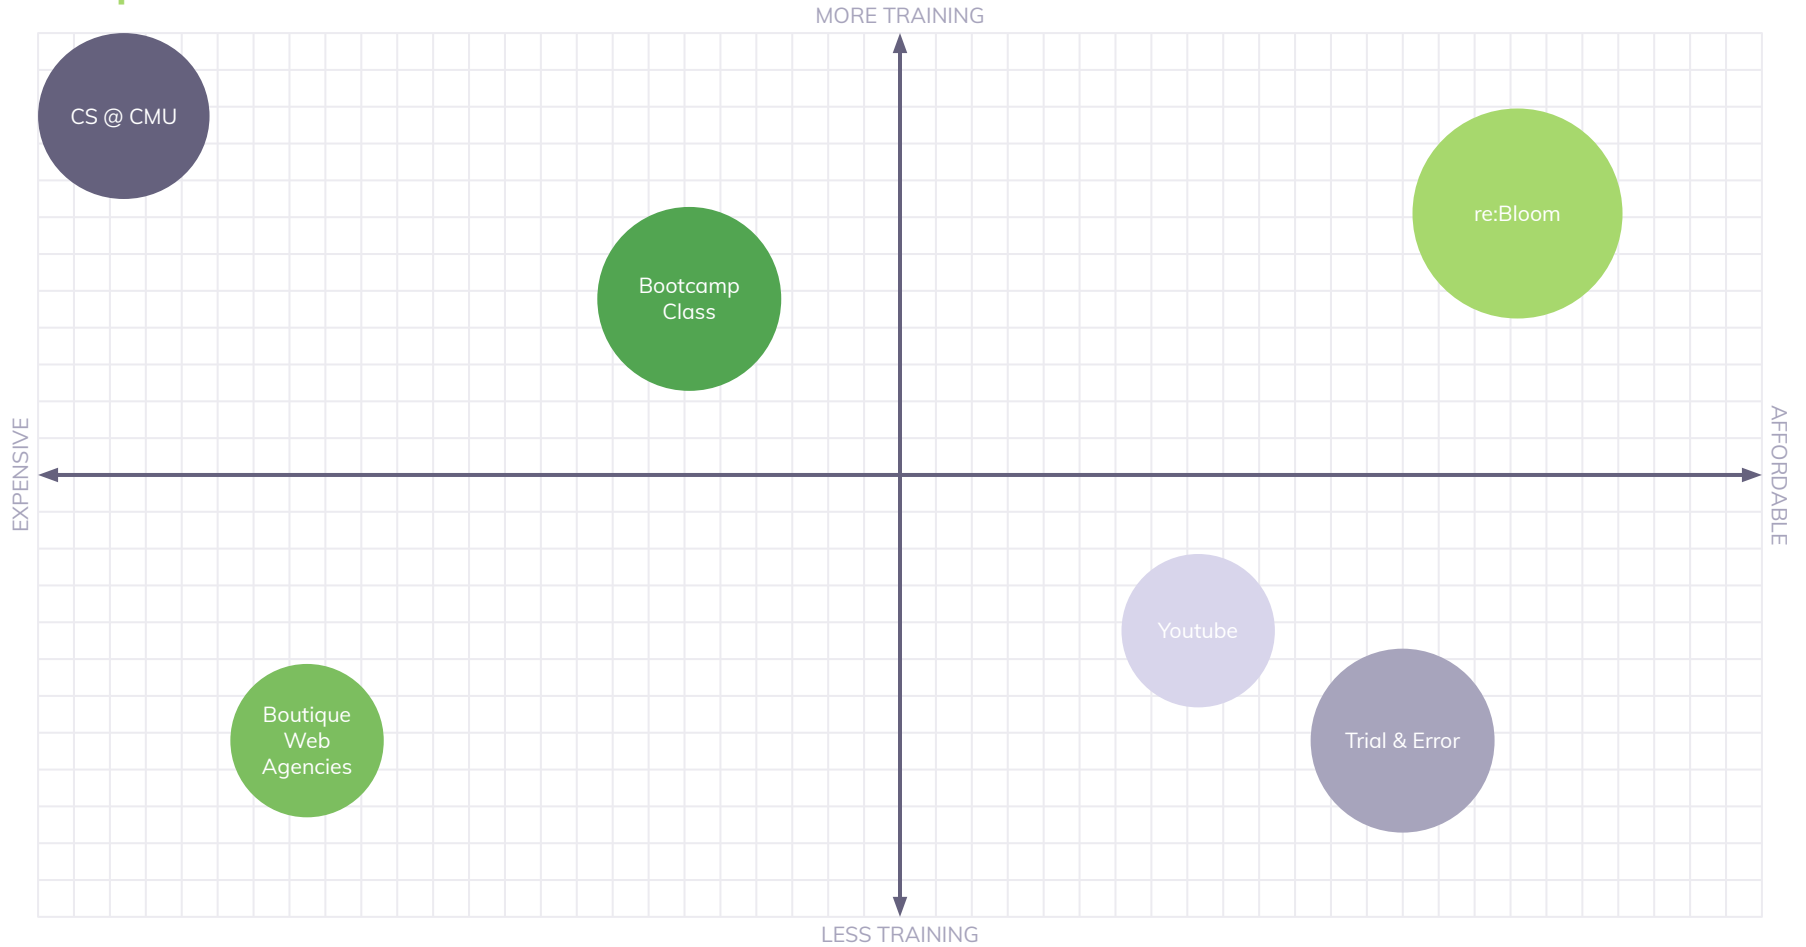 MORE TRAINING
CS @ CMU
re:Bloom
Bootcamp
Class
EXPENSIVE
AFFORDABLE
Youtube
Boutique
Web
Agencies
Trial & Error
LESS TRAINING